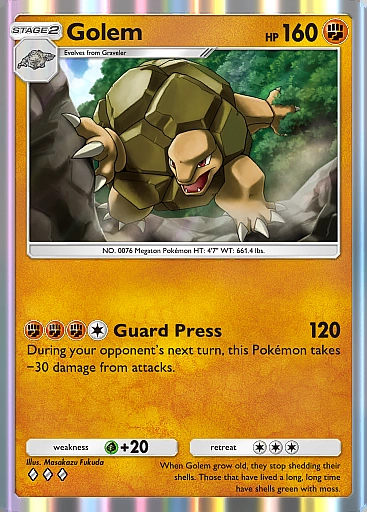 STAGE2 Golem HP 160
Evolves from Graveler
NO. 0076 Megaton Pokémon HT: 4'7" WT: 661.4 lbs.
Guard Press 120
During your opponent's next turn, this Pokémon takes
−30 damage from attacks.
weakness +20 retreat
Illus. Masakazu Fukuda
When Golem grow old, they stop shedding their
shells. Those that have lived a long, long time
have shells green with moss.